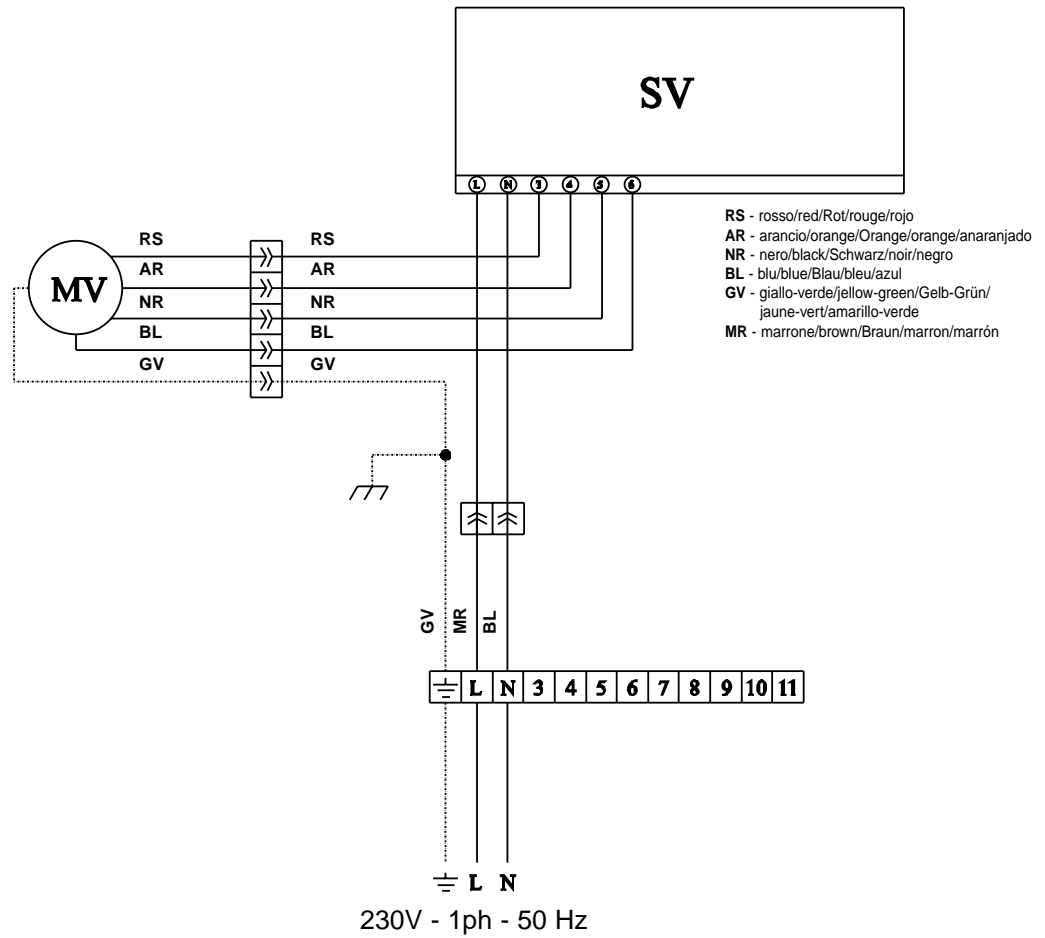 SV
L N 3 4 5 6
RS - rosso/red/Rot/rouge/rojo
AR - arancio/orange/Orange/orange/anaranjado
NR - nero/black/Schwarz/noir/negro
BL - blu/blue/Blau/bleu/azul
GV - giallo-verde/jellow-green/Gelb-Grün/
jaune-vert/amarillo-verde
MR - marrone/brown/Braun/marron/marrón
MV
RS RS
AR AR
NR NR
BL BL
GV GV
GV
MR
BL
L N 3 4 5 6 7 8 9 10 11
L N
230V - 1ph - 50 Hz